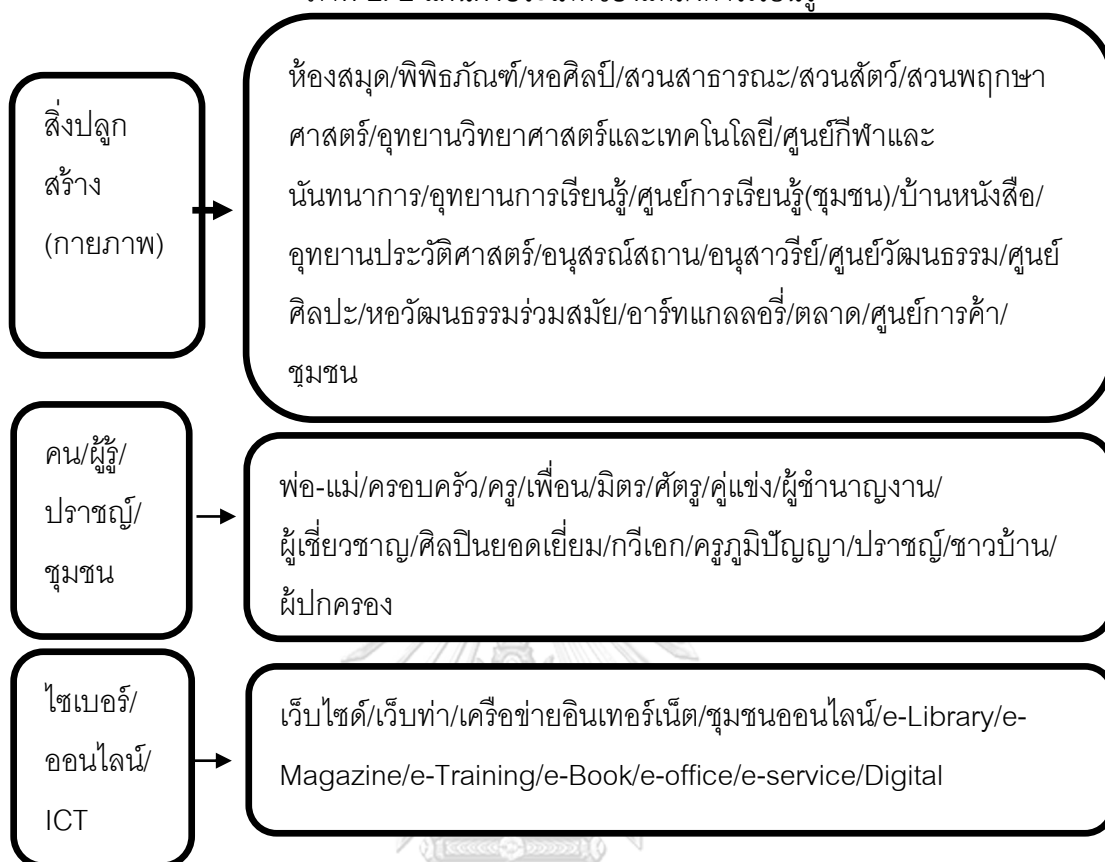 สิ่งปลูก
สร้าง
(กายภาพ)
ห้องสมุด/พิพิธภัณฑ์/หอศิลป์/สวนสาธารณะ/สวนสัตว์/สวนพฤกษา
ศาสตร์/อุทยานวิทยาศาสตร์และเทคโนโลยี/ศูนย์กีฬาและ
นันทนาการ/อุทยานการเรียนรู้/ศูนย์การเรียนรู้(ชุมชน)/บ้านหนังสือ/
อุทยานประวัติศาสตร์/อนุสรณ์สถาน/อนุสาวรีย์/ศูนย์วัฒนธรรม/ศูนย์
ศิลปะ/หอวัฒนธรรมร่วมสมัย/อาร์ทแกลลอรี่/ตลาด/ศูนย์การค้า/
ชุมชน
คน/ผู้รู้/
ปราชญ์/
ชุมชน
พ่อ-แม่/ครอบครัว/ครู/เพื่อน/มิตร/ศัตรู/คู่แข่ง/ผู้ชำนาญงาน/
ผู้เชี่ยวชาญ/ศิลปินยอดเยี่ยม/กวีเอก/ครูภูมิปัญญา/ปราชญ์/ชาวบ้าน/
ผู้ปกครอง
ไซเบอร์/
ออนไลน์/
ICT
เว็บไซด์/เว็บท่า/เครือข่ายอินเทอร์เน็ต/ชุมชนออนไลน์/e-Library/e-
Magazine/e-Training/e-Book/e-office/e-service/Digital